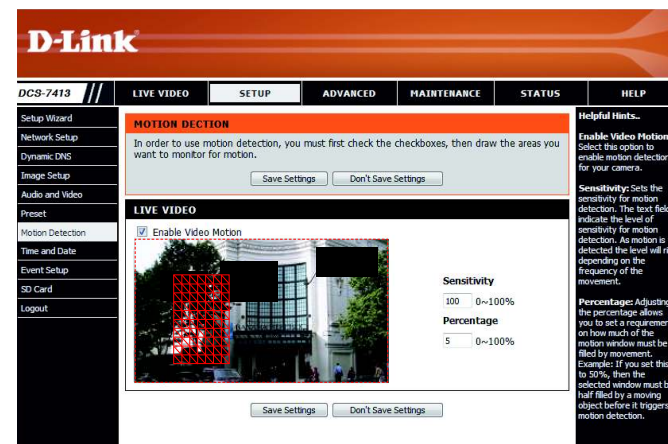 D-Link
DCS-7413
LIVE VIDEO
SETUP
ADVANCED
MAINTENANCE
STATUS
HELP
Setup Wizard
Network Setup
Dynamic DNS
Image Setup
Audio and Video
Preset
Motion Detection
Time and Date
Event Setup
SD Card
Logout
MOTION DECTION
In order to use motion detection, you must first check the checkboxes, then draw the areas you
want to monitor for motion.
Save Settings
Don't Save Settings
LIVE VIDEO
Enable Video Motion
Sensitivity
100 0~100%
Percentage
5 0~100%
Save Settings
Don't Save Settings
Helpful Hints..
Enable Video Motion
Select this option to
enable motion detection
for your camera.
Sensitivity: Sets the
sensitivity for motion
detection. The text field
indicate the level of
sensitivity for motion
detection. As motion is
detected the level will ri
depending on the
frequency of the
movement.
Percentage: Adjusting
the percentage allows
you to set a requiremen
on how much of the
motion window must be
filled by movement.
Example: If you set this
to 50%, then the
selected window must b
half filled by a moving
object before it triggers
motion detection.